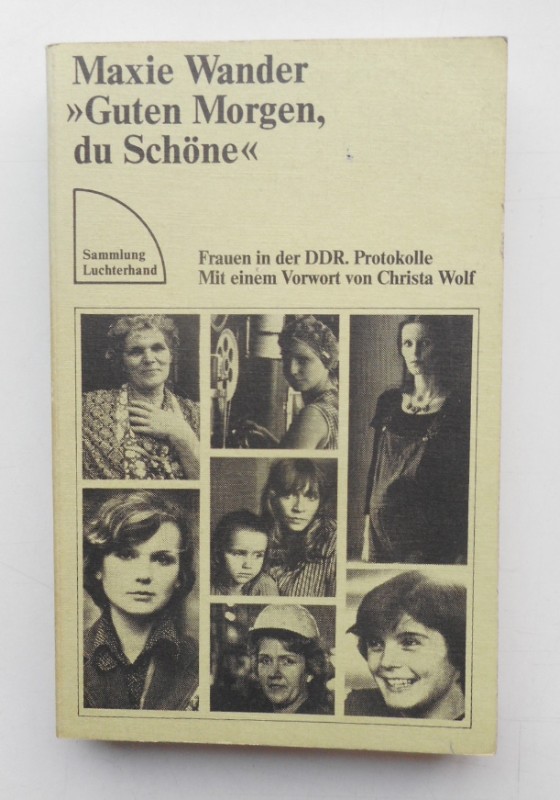 Maxie Wander
»Guten Morgen,
du Schöne«
Sammlung
Luchterhand
Frauen in der DDR. Protokolle
Mit einem Vorwort von Christa Wolf